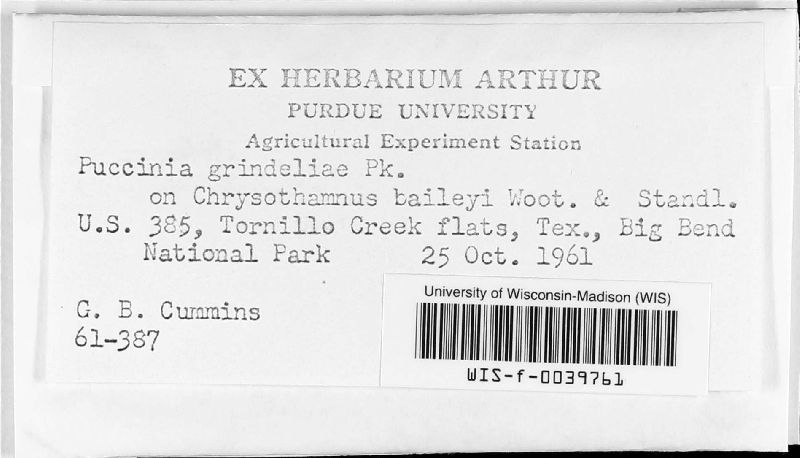 EX HERBARIUM ARTHUR
PURDUE UNIVERSITY
Agricultural Experiment Station
Puccinia grindeliae Pk.
on Chrysothamnus baileyi Woot. & Standl.
U.S. 385, Tornillo Creek flats, Tex., Big Bend
National Park 25 Oct. 1961
G. B. Cummins
61-387
University of Wisconsin-Madison (WIS)
WIS-f-0039761